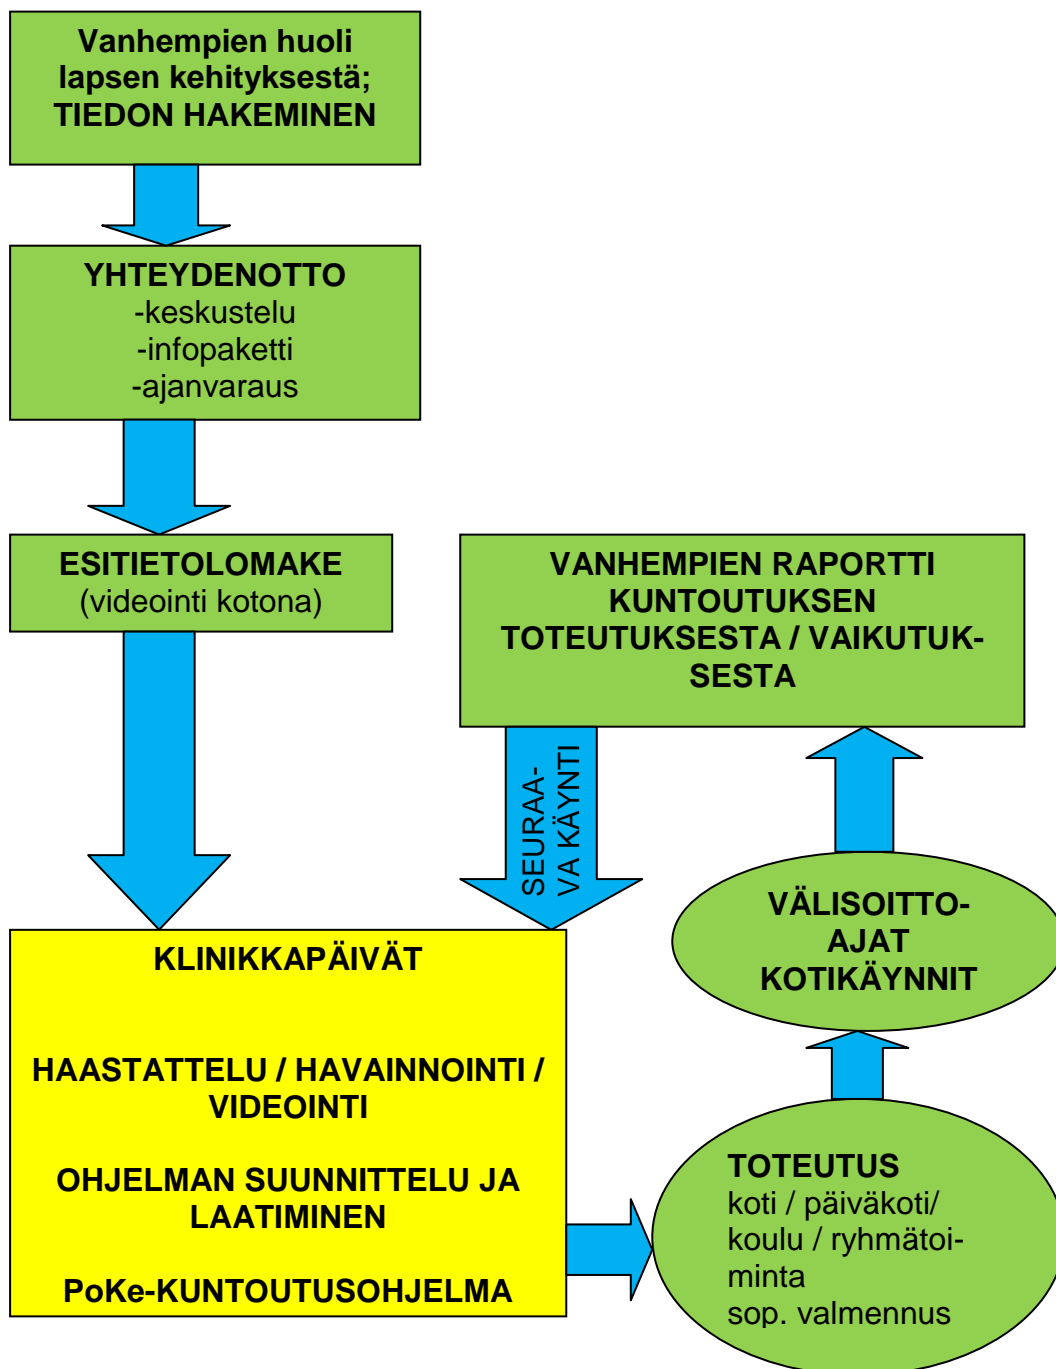 Vanhempien huoli
lapsen kehityksestä;
TIEDON HAKEMINEN
YHTEYDENOTTO
-keskustelu
-infopaketti
-ajanvaraus
ESITIETOLOMAKE
(videointi kotona)
VANHEMPIEN RAPORTTI
KUNTOUTUKSEN
TOTEUTUKSESTA / VAIKUTUK-
SESTA
SEURAA-
VA KÄYNTI
KLINIKKAPÄIVÄT
HAASTATTELU / HAVAINNOINTI /
VIDEOINTI
OHJELMAN SUUNNITTELU JA
LAATIMINEN
PoKe-KUNTOUTUSOHJELMA
VÄLISOITTO-
AJAT
KOTIKÄYNNIT
TOTEUTUS
koti / päiväkoti/
koulu / ryhmätoi-
minta
sop. valmennus